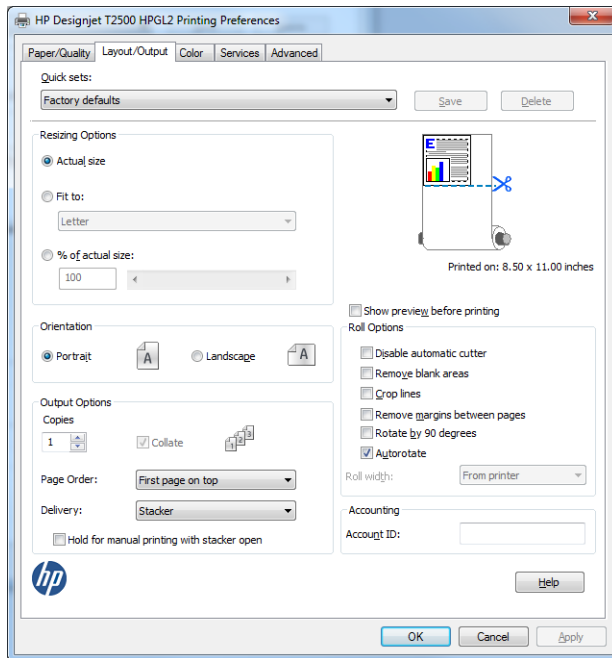 HP Designjet T2500 HPGL2 Printing Preferences
Paper/Quality Layout/Output Color Services Advanced
Quick sets:
Factory defaults Save Delete
Resizing Options
Actual size
Fit to:
Letter
% of actual size:
100
E
Printed on: 8.50 x 11.00 inches
Show preview before printing
Orientation
Portrait A Landscape A
Roll Options
Disable automatic cutter
Remove blank areas
Crop lines
Remove margins between pages
Rotate by 90 degrees
Autorotate
Roll width: From printer
Output Options
Copies
1 Collate 1 2 3
Page Order: First page on top
Delivery: Stacker
Hold for manual printing with stacker open
Accounting
Account ID:
hp
Help
OK Cancel Apply